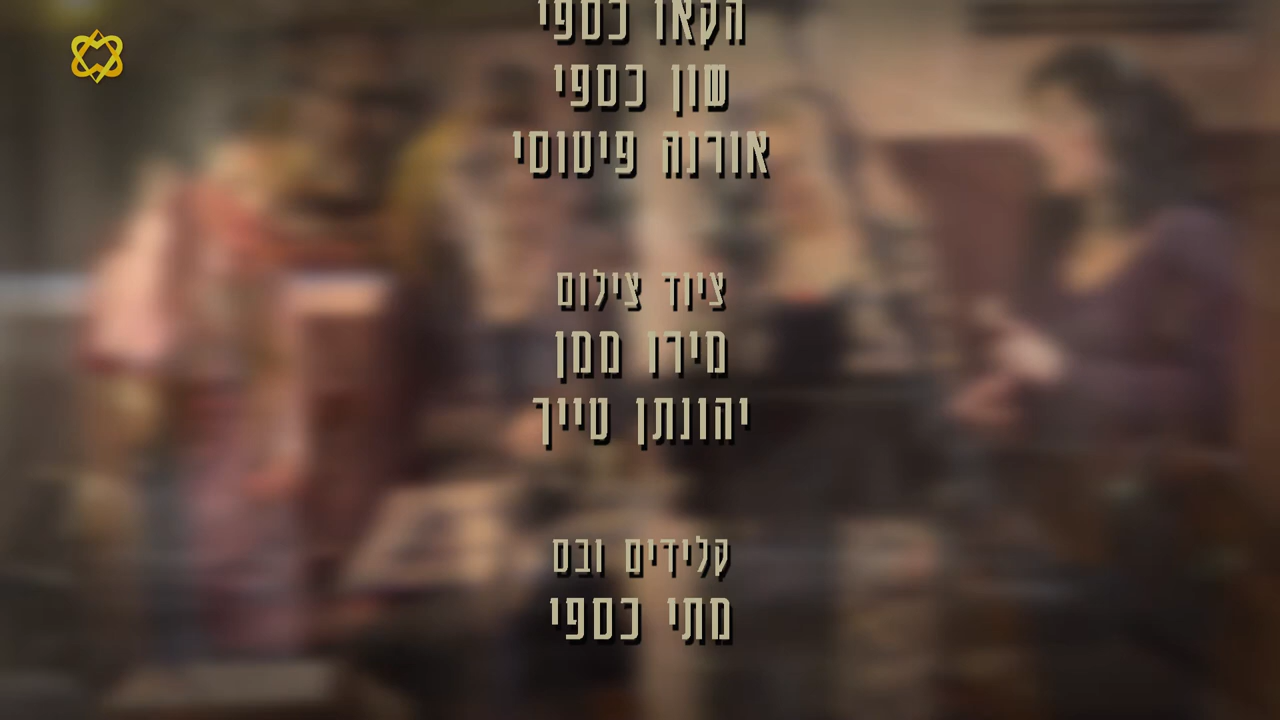 הקאו כספי
שון כספי
אורנה פיטוסי
ציוד צילום
מירו ממן
יהונתן טייך
קלידים ובס
מתי כספי